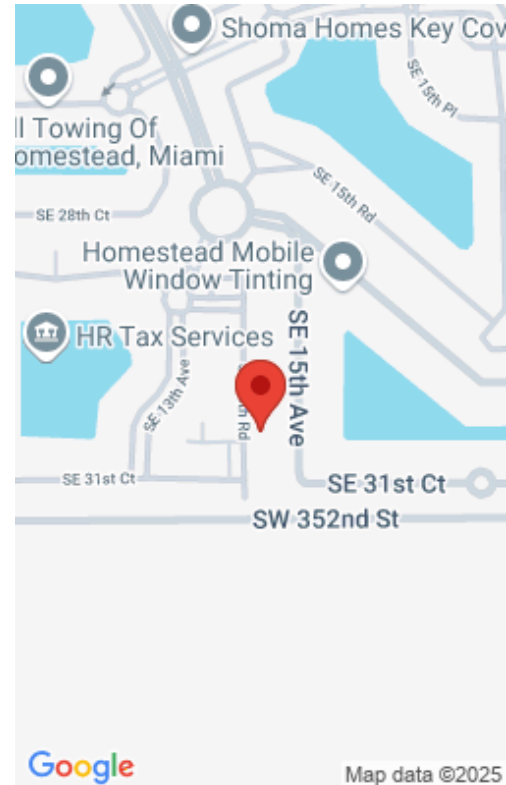 Shoma Homes Key Cov
SE 15th Pl
ll Towing Of
omestead, Miami
SE 15th Rd
SE 28th Ct
Homestead Mobile
Window Tinting
HR Tax Services
SE 15th Ave
SE 13th Ave
th Rd
SE 31st Ct
SE 31st Ct
SW 352nd St
Google
Map data ©2025